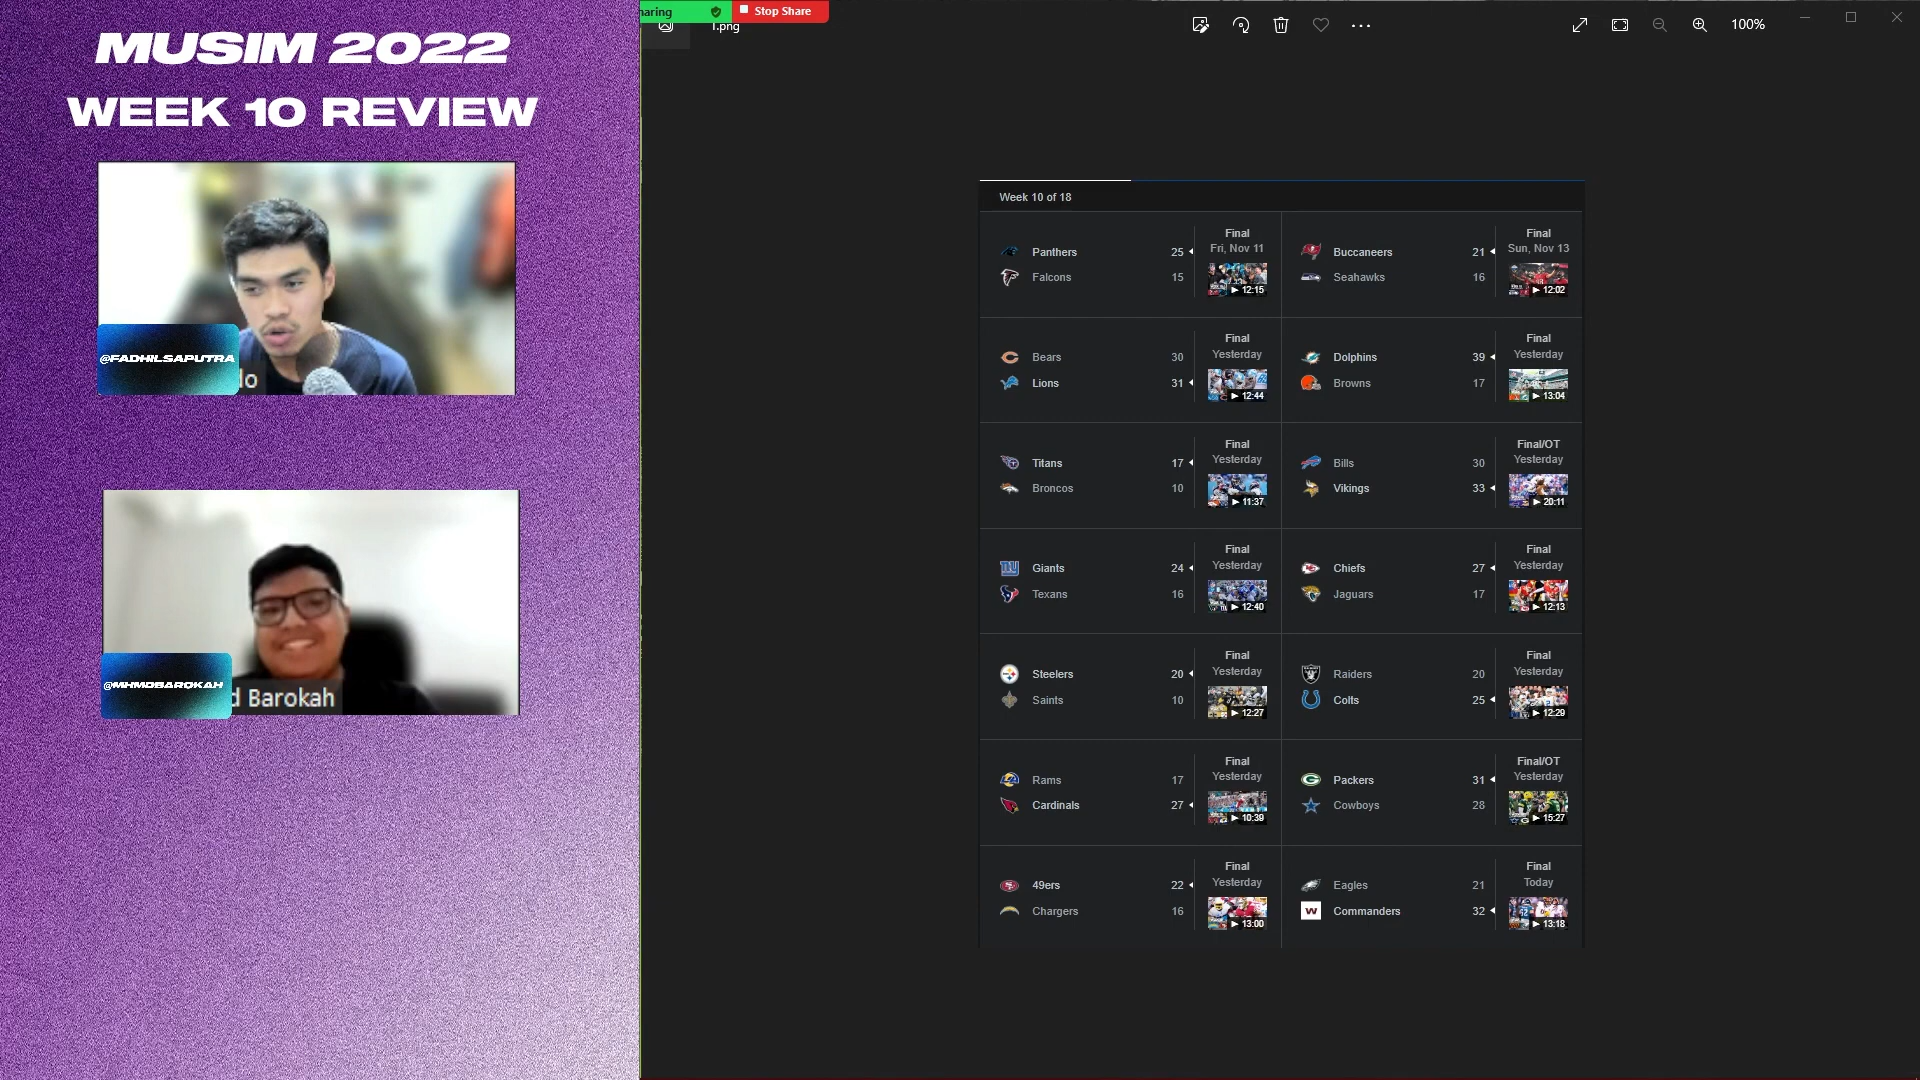 MUSIM 2022
WEEK 10 REVIEW
@FADHILSAPUTRA
do
@MHMDBAROKAH
d Barokah
haring
Stop Share
1.png
100%
Week 10 of 18
Panthers 25
Falcons 15
Final
Fri, Nov 11
12:15
Buccaneers 21
Seahawks 16
Final
Sun, Nov 13
12:02
Bears 30
Lions 31
Final
Yesterday
12:44
Dolphins 39
Browns 17
Final
Yesterday
13:04
Titans 17
Broncos 10
Final
Yesterday
11:37
Bills 30
Vikings 33
Final/OT
Yesterday
20:11
Giants 24
Texans 16
Final
Yesterday
12:40
Chiefs 27
Jaguars 17
Final
Yesterday
12:13
Steelers 20
Saints 10
Final
Yesterday
12:27
Raiders 20
Colts 25
Final
Yesterday
12:29
Rams 17
Cardinals 27
Final
Yesterday
10:39
Packers 31
Cowboys 28
Final/OT
Yesterday
15:27
49ers 22
Chargers 16
Final
Yesterday
13:00
Eagles 21
Commanders 32
Final
Today
13:18